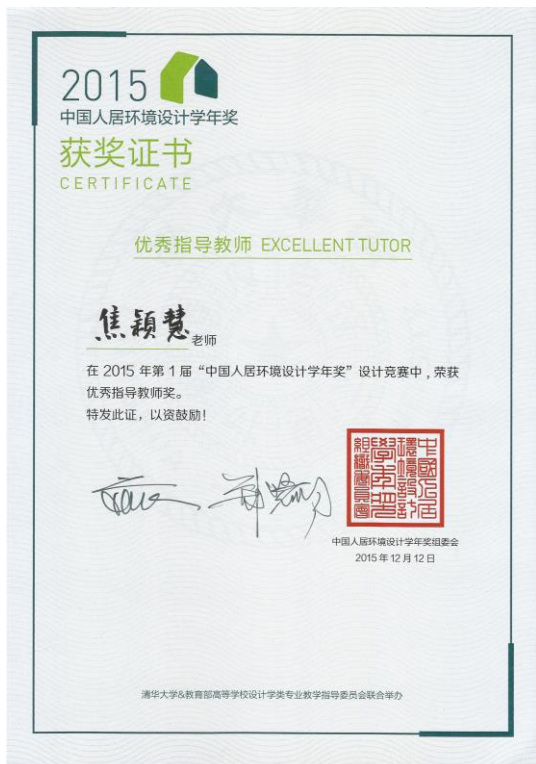 2015
中国人居环境设计学年奖
获奖证书
CERTIFICATE
优秀指导教师 EXCELLENT TUTOR
焦颖慧 老师
在 2015 年第 1 届“中国人居环境设计学年奖”设计竞赛中，荣获
优秀指导教师奖。
特发此证，以资鼓励！
中国人居环境设计学年奖组委会
2015 年 12 月 12 日
清华大学&教育部高等学校设计学类专业教学指导委员会联合举办